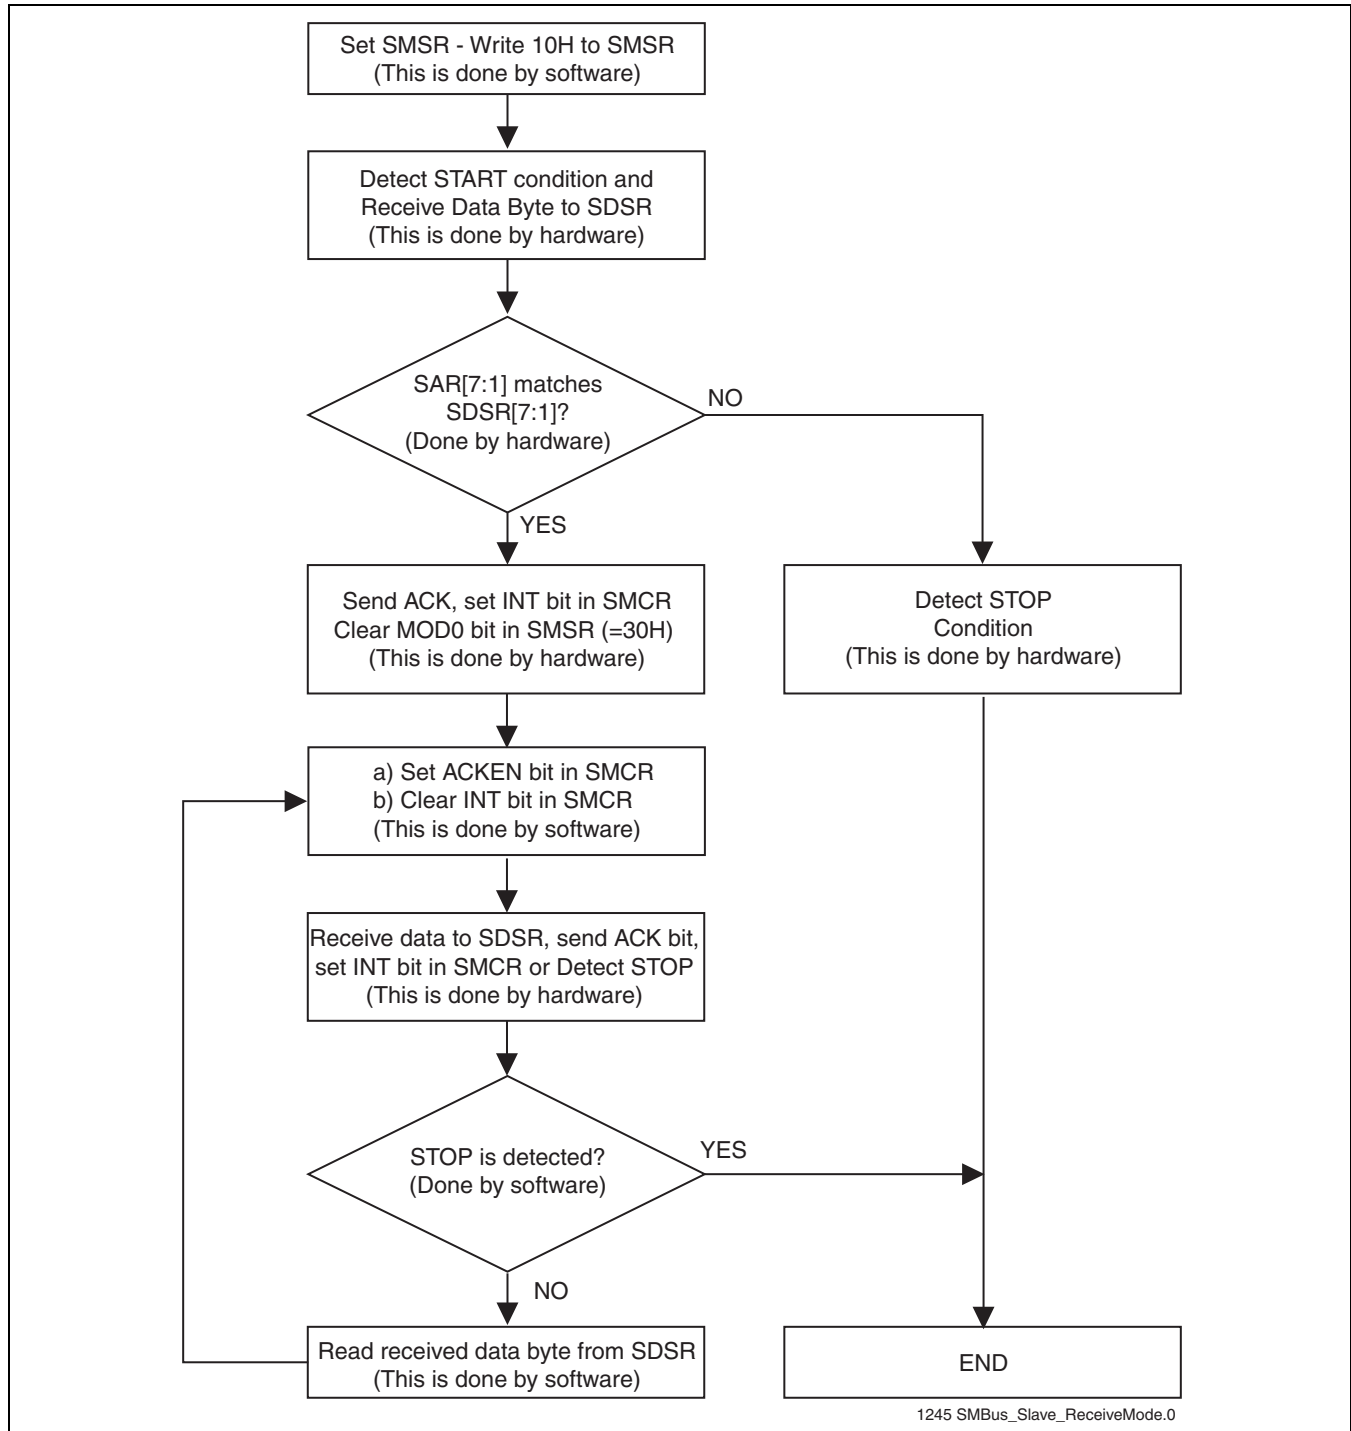 Set SMSR - Write 10H to SMSR
(This is done by software)
Detect START condition and
Receive Data Byte to SDSR
(This is done by hardware)
SAR[7:1] matches
SDSR[7:1]?
(Done by hardware)
NO
YES
Send ACK, set INT bit in SMCR
Clear MOD0 bit in SMSR (=30H)
(This is done by hardware)
Detect STOP
Condition
(This is done by hardware)
a) Set ACKEN bit in SMCR
b) Clear INT bit in SMCR
(This is done by software)
Receive data to SDSR, send ACK bit,
set INT bit in SMCR or Detect STOP
(This is done by hardware)
STOP is detected?
(Done by software)
YES
NO
Read received data byte from SDSR
(This is done by software)
END
1245 SMBus_Slave_ReceiveMode.0